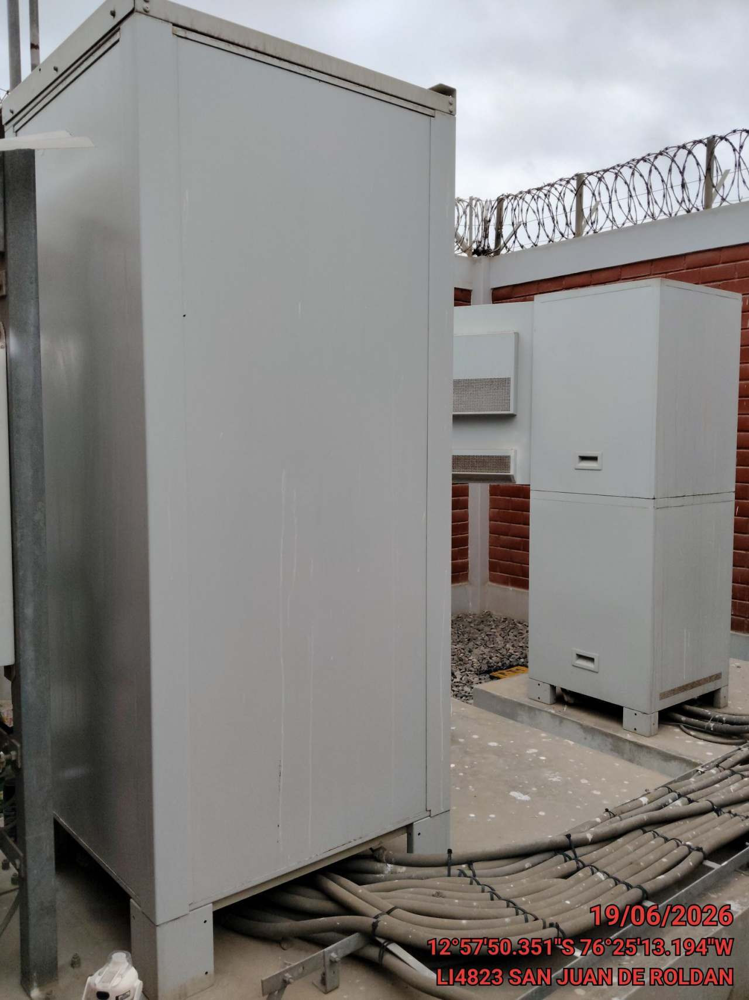 19/06/2026
12°57'50.351"S 76°25'13.194"W
LI4823 SAN JUAN DE ROLDAN